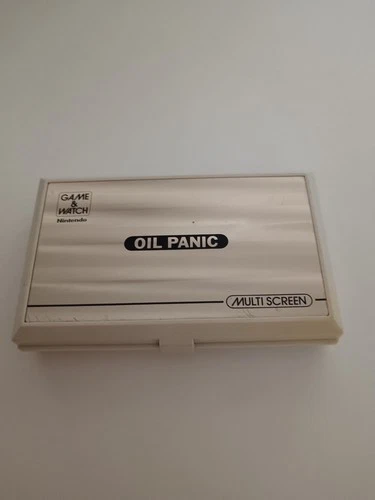 GAME
&
WATCH
Nintendo
OIL PANIC
MULTI SCREEN